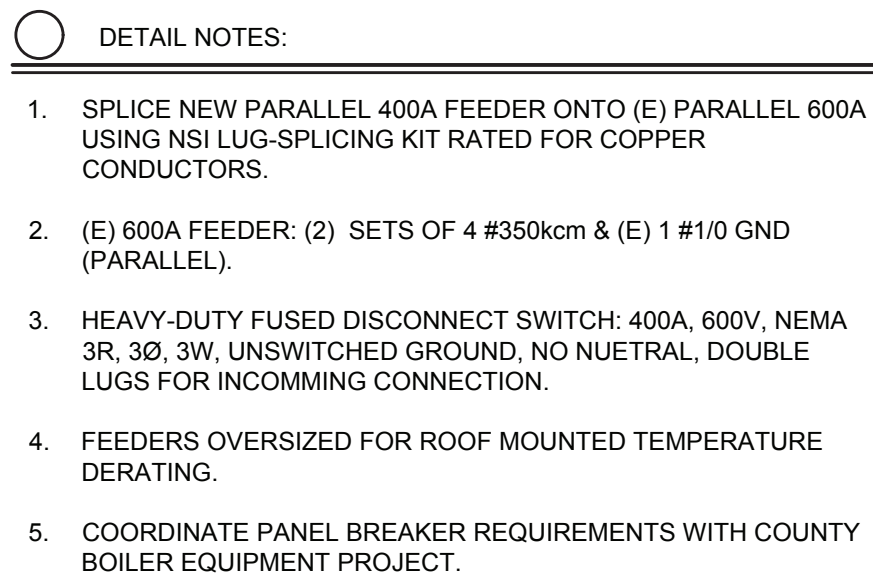 DETAIL NOTES:
1. SPLICE NEW PARALLEL 400A FEEDER ONTO (E) PARALLEL 600A
USING NSI LUG-SPLICING KIT RATED FOR COPPER
CONDUCTORS.
2. (E) 600A FEEDER: (2) SETS OF 4 #350kcm & (E) 1 #1/0 GND
(PARALLEL).
3. HEAVY-DUTY FUSED DISCONNECT SWITCH: 400A, 600V, NEMA
3R, 3Ø, 3W, UNSWITCHED GROUND, NO NUETRAL, DOUBLE
LUGS FOR INCOMMING CONNECTION.
4. FEEDERS OVERSIZED FOR ROOF MOUNTED TEMPERATURE
DERATING.
5. COORDINATE PANEL BREAKER REQUIREMENTS WITH COUNTY
BOILER EQUIPMENT PROJECT.